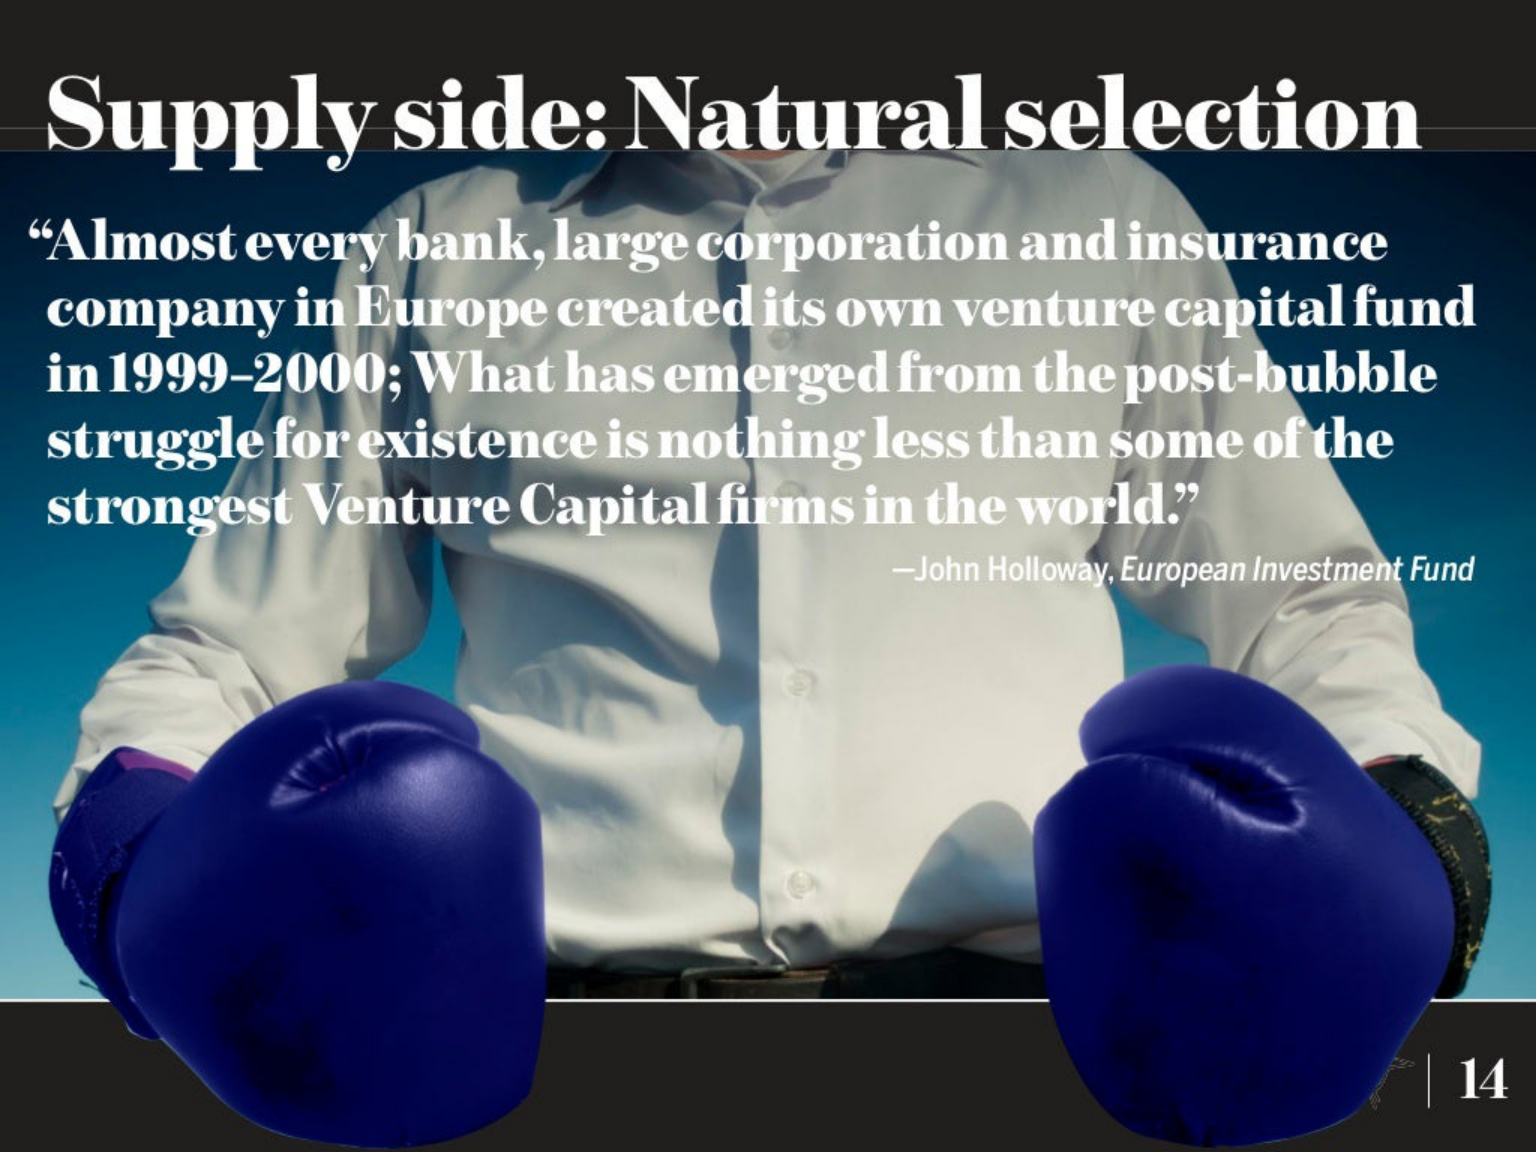 Supply side: Natural selection
“Almost every bank, large corporation and insurance
company in Europe created its own venture capital fund
in 1999–2000; What has emerged from the post-bubble
struggle for existence is nothing less than some of the
strongest Venture Capital firms in the world.”
—John Holloway, European Investment Fund
14